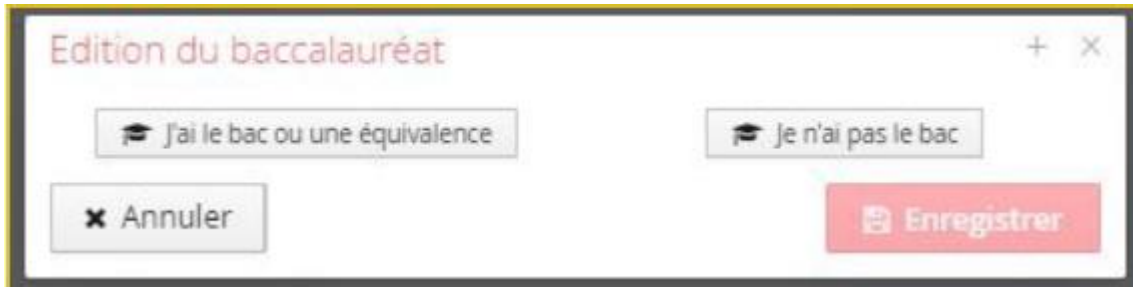 Edition du baccalauréat
J'ai le bac ou une équivalence
Je n'ai pas le bac
Annuler
Enregistrer